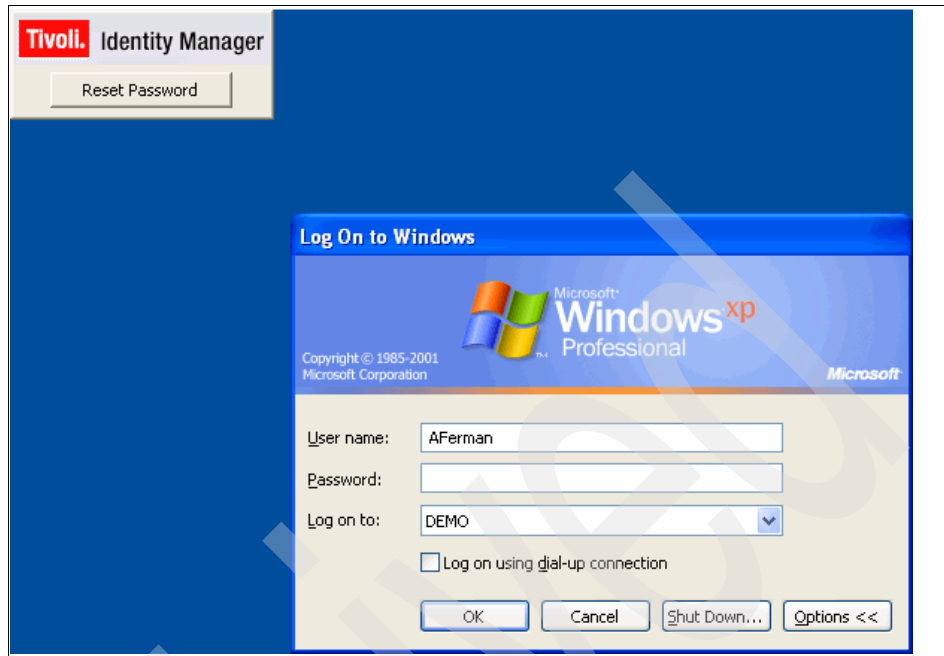 Tivoli. Identity Manager
Reset Password
Log On to Windows
Microsoft
Windows xp
Professional
Copyright © 1985-2001
Microsoft Corporation
Microsoft
User name: AFerman
Password:
Log on to: DEMO
Log on using dial-up connection
OK Cancel Shut Down... Options <<